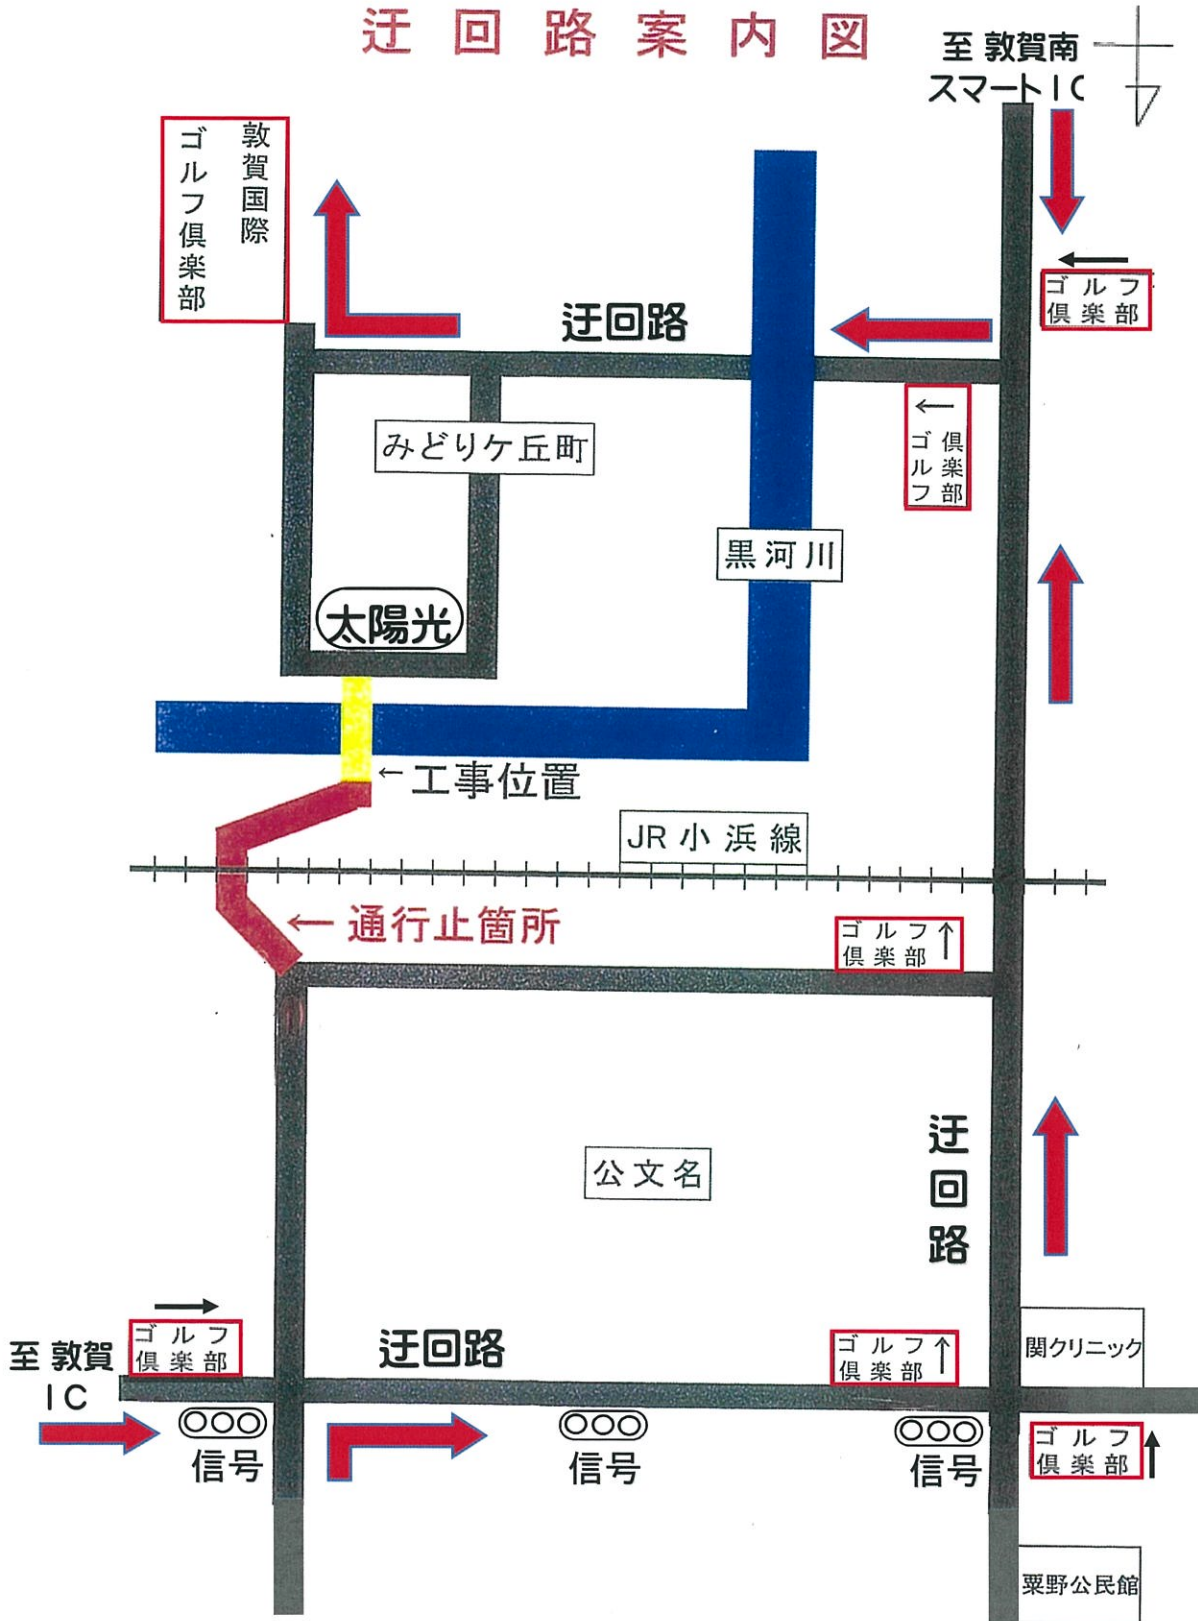 迂回路案内図
至 敦賀南
スマートIC
敦賀国際
ゴルフ倶楽部
ゴルフ
倶楽部
迂回路
←
ゴルフ
倶楽部
みどりケ丘町
黒河川
太陽光
←工事位置
JR小浜線
←通行止箇所
ゴルフ↑
倶楽部
公文名
迂回路
ゴルフ
倶楽部
至 敦賀
IC
迂回路
ゴルフ↑
倶楽部
関クリニック
信号
信号
信号
ゴルフ
倶楽部
粟野公民館